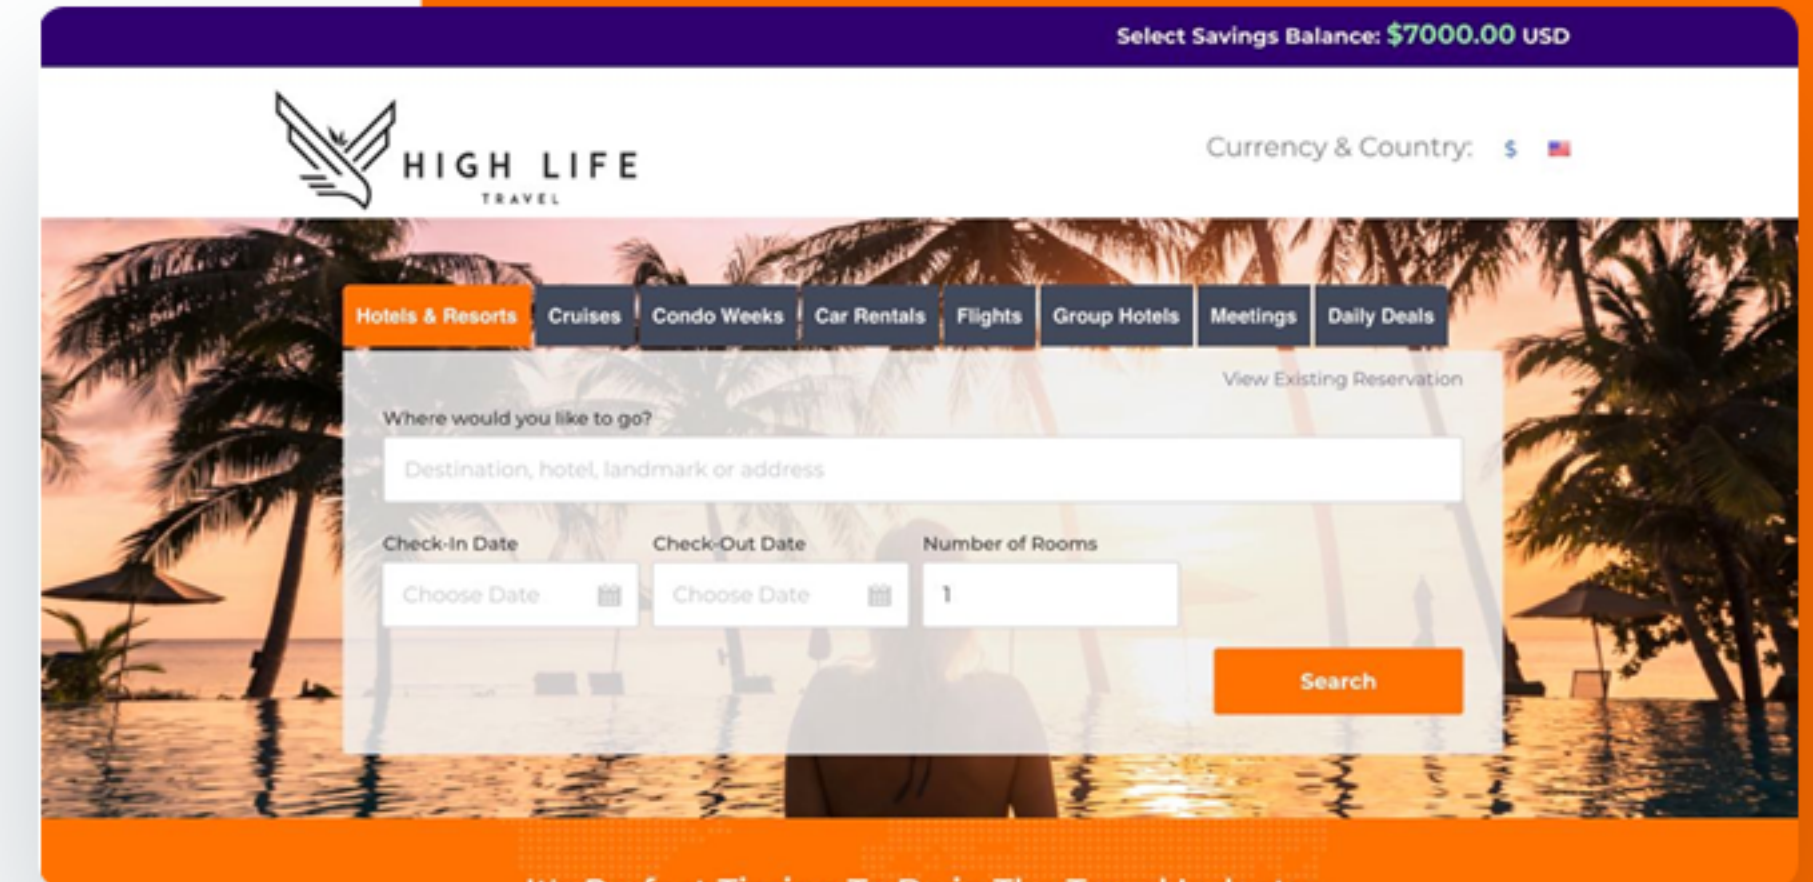 Select Savings Balance: $7000.00 USD
HIGH LIFE
TRAVEL
Currency & Country: $
Hotels & Resorts Cruises Condo Weeks Car Rentals Flights Group Hotels Meetings Daily Deals
View Existing Reservation
Where would you like to go?
Destination, hotel, landmark or address
Check-In Date Check-Out Date Number of Rooms
Choose Date Choose Date 1
Search